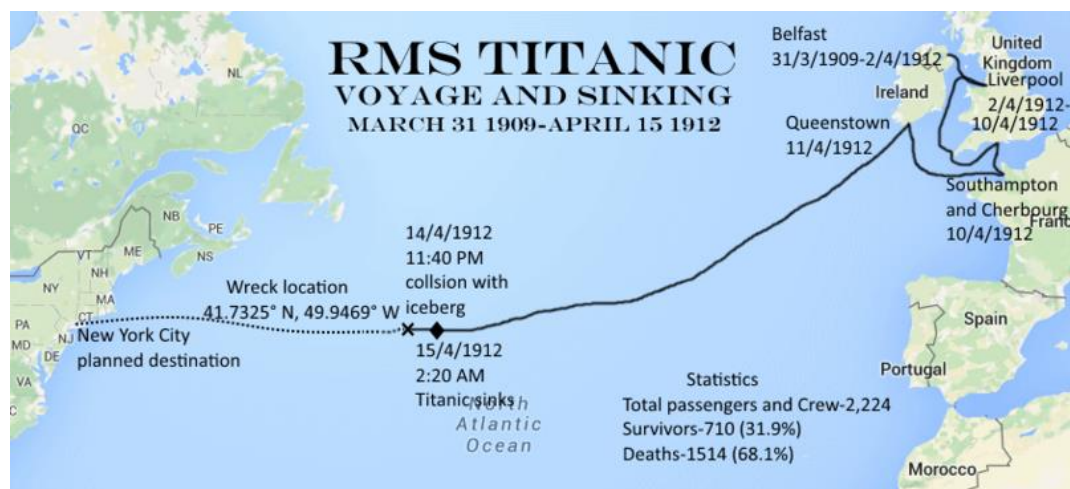 RMS TITANIC
VOYAGE AND SINKING
MARCH 31 1909-APRIL 15 1912
Belfast
31/3/1909-2/4/1912
United
Kingdom
Liverpool
2/4/1912-
10/4/1912
Ireland
Queenstown
11/4/1912
Southampton
and Cherbourg
10/4/1912
Franc
NL
QC
NB
PE
NS
ME
VT
NH
NY
MA
CT
PA
NJ
MD
DE
VA
C
14/4/1912
11:40 PM
collsion with
iceberg
Wreck location
41.7325° N, 49.9469° W
New York City
planned destination
15/4/1912
2:20 AM
Titanic sinks
North
Atlantic
Ocean
Spain
Portugal
Morocco
Statistics
Total passengers and Crew-2,224
Survivors-710 (31.9%)
Deaths-1514 (68.1%)